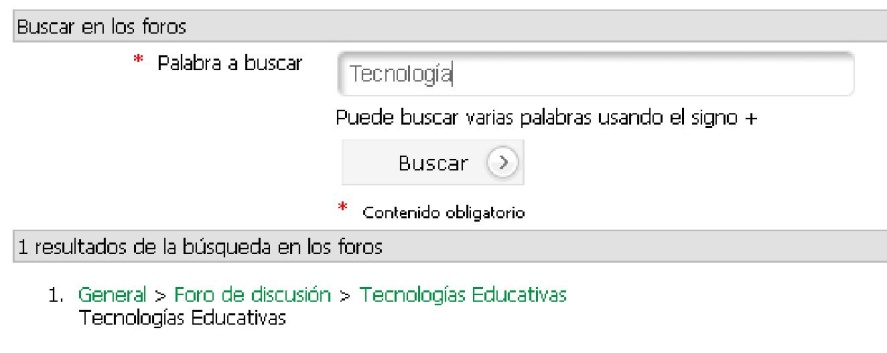 Buscar en los foros
* Palabra a buscar
Tecnología
Puede buscar varias palabras usando el signo +
Buscar
* Contenido obligatorio
1 resultados de la búsqueda en los foros
1. General > Foro de discusión > Tecnologías Educativas
Tecnologías Educativas